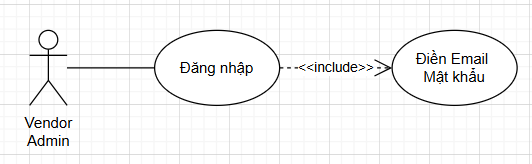 Đăng nhập
<<include>>
Điền Email
Mật khẩu
Vendor
Admin